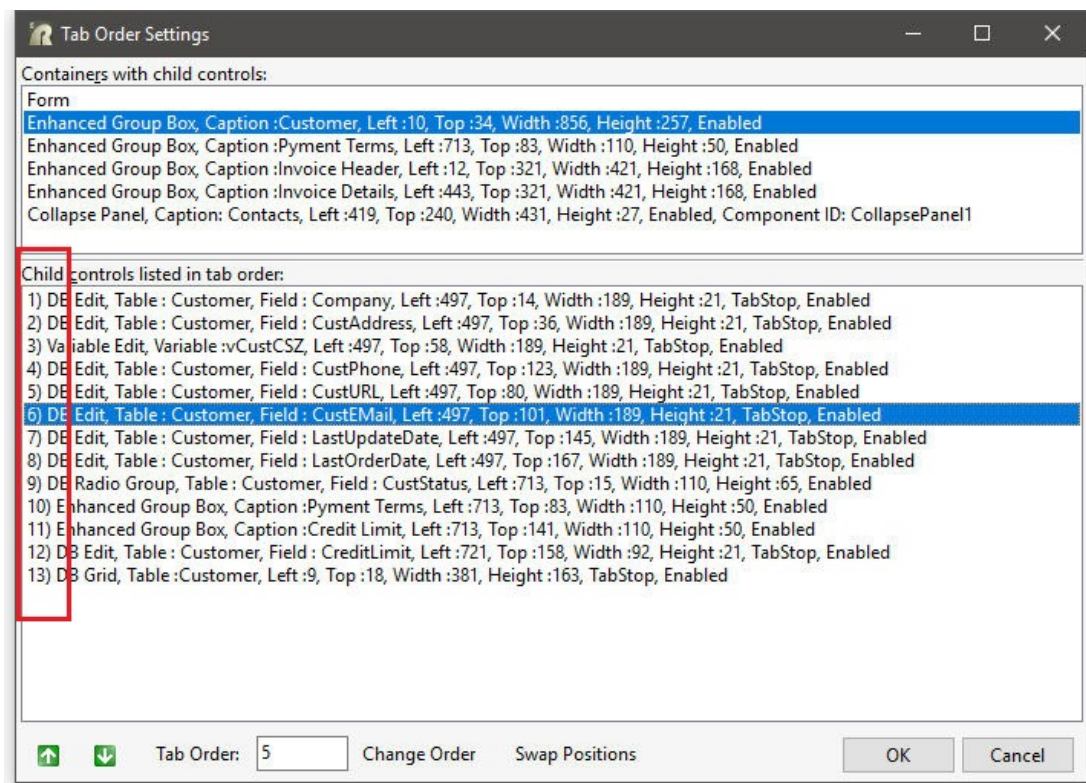 Tab Order Settings
Containers with child controls:
Form
Enhanced Group Box, Caption :Customer, Left :10, Top :34, Width :856, Height :257, Enabled
Enhanced Group Box, Caption :Pyment Terms, Left :713, Top :83, Width :110, Height :50, Enabled
Enhanced Group Box, Caption :Invoice Header, Left :12, Top :321, Width :421, Height :168, Enabled
Enhanced Group Box, Caption :Invoice Details, Left :443, Top :321, Width :421, Height :168, Enabled
Collapse Panel, Caption: Contacts, Left :419, Top :240, Width :431, Height :27, Enabled, Component ID: CollapsePanel1
Child controls listed in tab order:
1) DB Edit, Table : Customer, Field : Company, Left :497, Top :14, Width :189, Height :21, TabStop, Enabled
2) DB Edit, Table : Customer, Field : CustAddress, Left :497, Top :36, Width :189, Height :21, TabStop, Enabled
3) Variable Edit, Variable :vCustCSZ, Left :497, Top :58, Width :189, Height :21, TabStop, Enabled
4) DB Edit, Table : Customer, Field : CustPhone, Left :497, Top :123, Width :189, Height :21, TabStop, Enabled
5) DB Edit, Table : Customer, Field : CustURL, Left :497, Top :80, Width :189, Height :21, TabStop, Enabled
6) DB Edit, Table : Customer, Field : CustEMail, Left :497, Top :101, Width :189, Height :21, TabStop, Enabled
7) DB Edit, Table : Customer, Field : LastUpdateDate, Left :497, Top :145, Width :189, Height :21, TabStop, Enabled
8) DB Edit, Table : Customer, Field : LastOrderDate, Left :497, Top :167, Width :189, Height :21, TabStop, Enabled
9) DB Radio Group, Table : Customer, Field : CustStatus, Left :713, Top :15, Width :110, Height :65, Enabled
10) Enhanced Group Box, Caption :Pyment Terms, Left :713, Top :83, Width :110, Height :50, Enabled
11) Enhanced Group Box, Caption :Credit Limit, Left :713, Top :141, Width :110, Height :50, Enabled
12) DB Edit, Table : Customer, Field : CreditLimit, Left :721, Top :158, Width :92, Height :21, TabStop, Enabled
13) DB Grid, Table :Customer, Left :9, Top :18, Width :381, Height :163, TabStop, Enabled
Tab Order: 5 Change Order Swap Positions OK Cancel